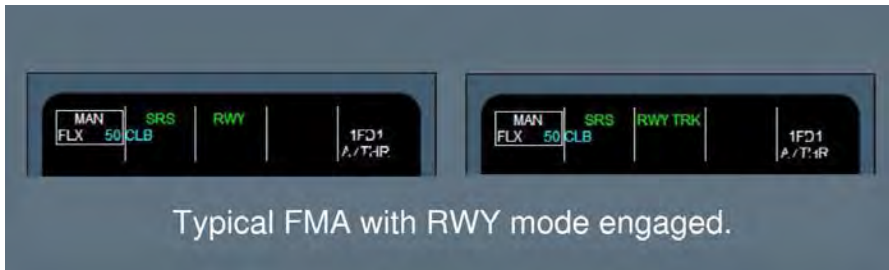 MAN SRS RWY
FLX 50 CLB 1FD1
A/THR
MAN SRS RWY TRK
FLX 50 CLB 1FD1
A/THR
Typical FMA with RWY mode engaged.